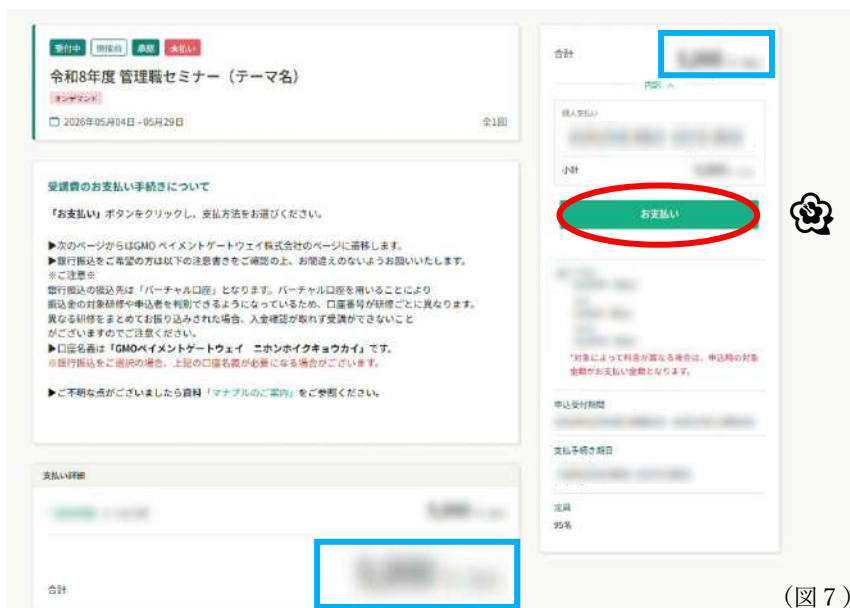 受付中 開催前 承認 未払い
令和8年度 管理職セミナー（テーマ名）
オンデマンド
2026年05月04日 - 05月29日
全1回
受講費のお支払い手続きについて
「お支払い」ボタンをクリックし、支払方法をお選びください。
▶次のページからはGMO ペイメントゲートウェイ株式会社のページに遷移します。
▶銀行振込をご希望の方は以下の注意書きをご確認の上、お間違えのないようお願いいたします。
※ご注意※
銀行振込の振込先は「バーチャル口座」となります。バーチャル口座を用いることにより
振込金の対象研修や申込者を判別できるようになっているため、口座番号が研修ごとに異なります。
異なる研修をまとめてお振り込みされた場合、入金確認が取れず受講ができないこと
がございますのでご注意ください。
▶口座名義は「GMOペイメントゲートウェイ ニホンホイクキョウカイ」です。
※銀行振込をご選択の場合、上記の口座名義が必要になる場合がございます。
▶ご不明な点がございましたら資料「マナブルのご案内」をご参照ください。
支払い詳細
合計
合計
内訳
個人支払い
小計
お支払い
*対象によって料金が異なる場合は、申込時の対象
金額がお支払い金額となります。
申込受付期間
支払手続き期日
定員
95名
（図７）